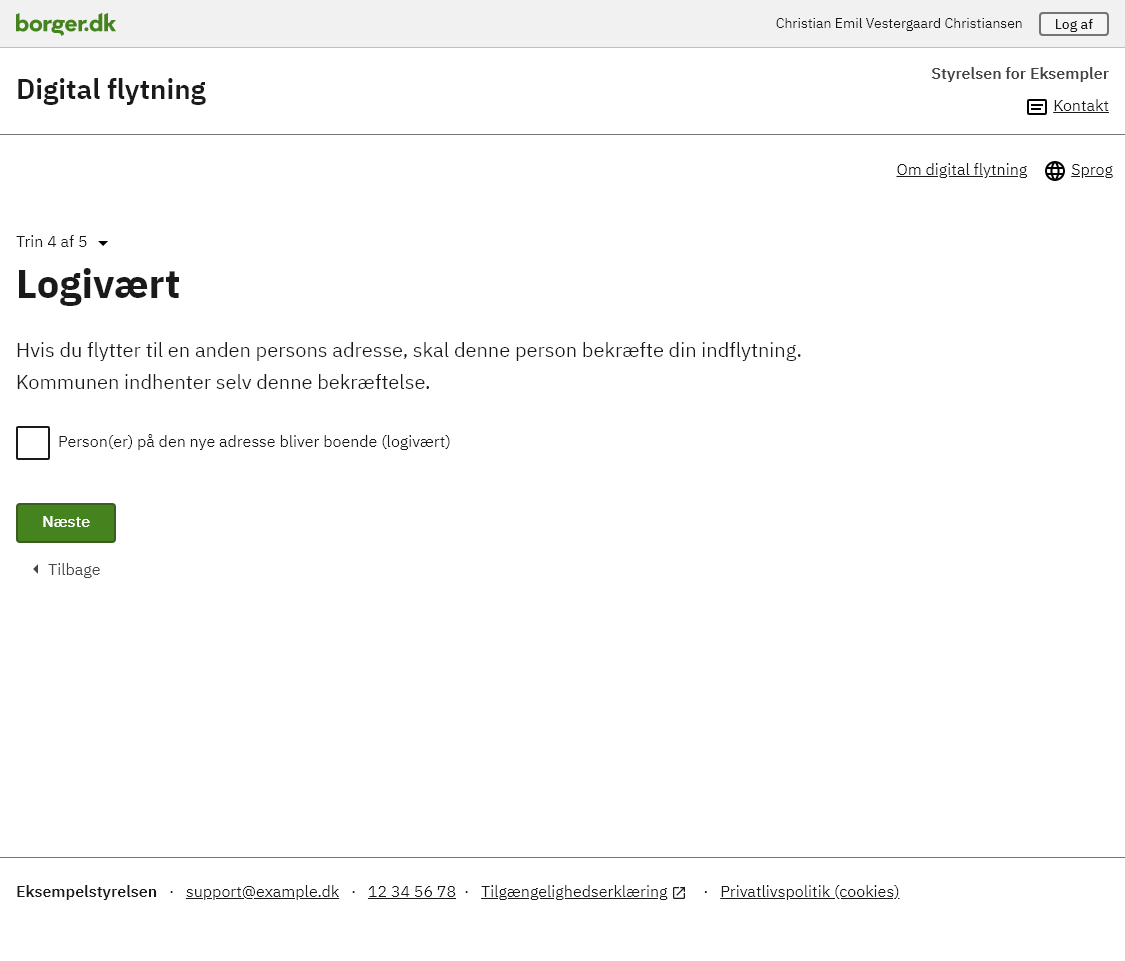 borger.dk
Christian Emil Vestergaard Christiansen
Log af
Digital flytning
Styrelsen for Eksempler
Kontakt
Om digital flytning
Sprog
Trin 4 af 5
Logivært
Hvis du flytter til en anden persons adresse, skal denne person bekræfte din indflytning.
Kommunen indhenter selv denne bekræftelse.
Person(er) på den nye adresse bliver boende (logivært)
Næste
Tilbage
Eksempelstyrelsen · support@example.dk · 12 34 56 78 · Tilgængelighedserklæring · Privatlivspolitik (cookies)